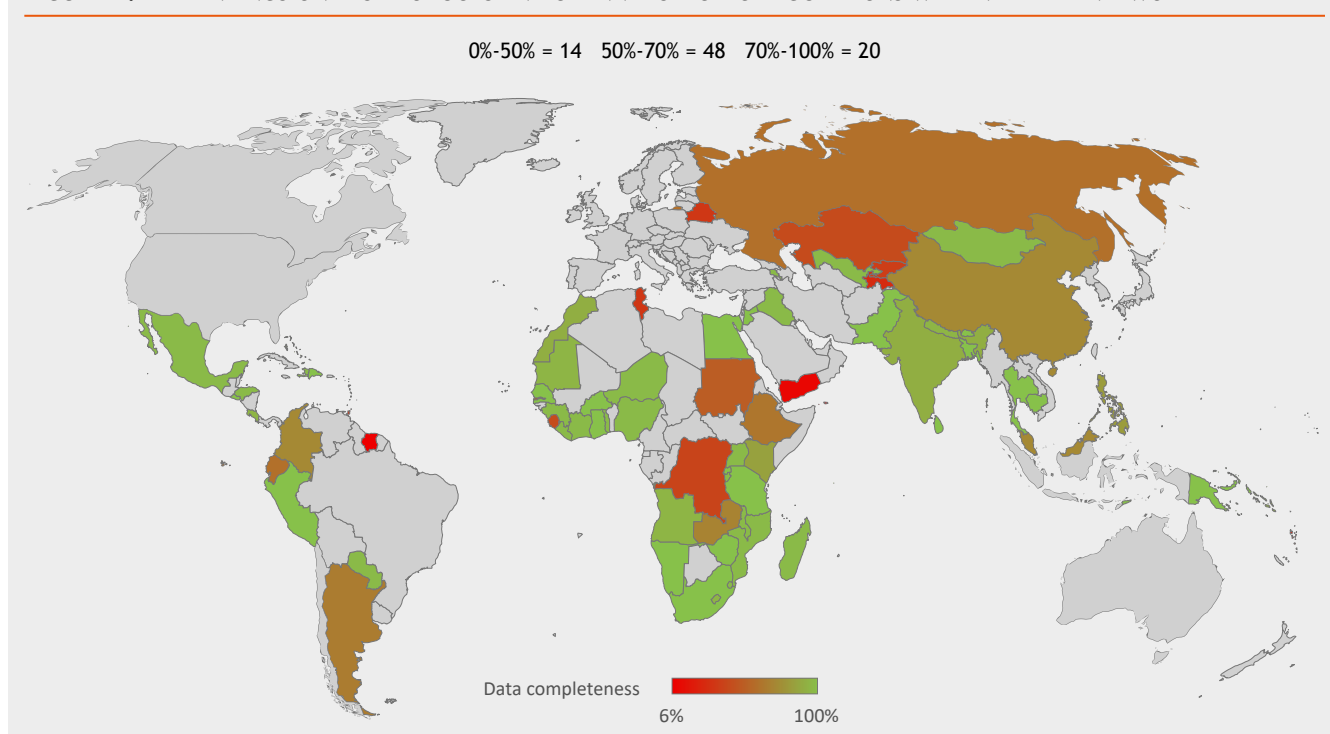 0%-50% = 14 50%-70% = 48 70%-100% = 20
Data completeness
6% 100%